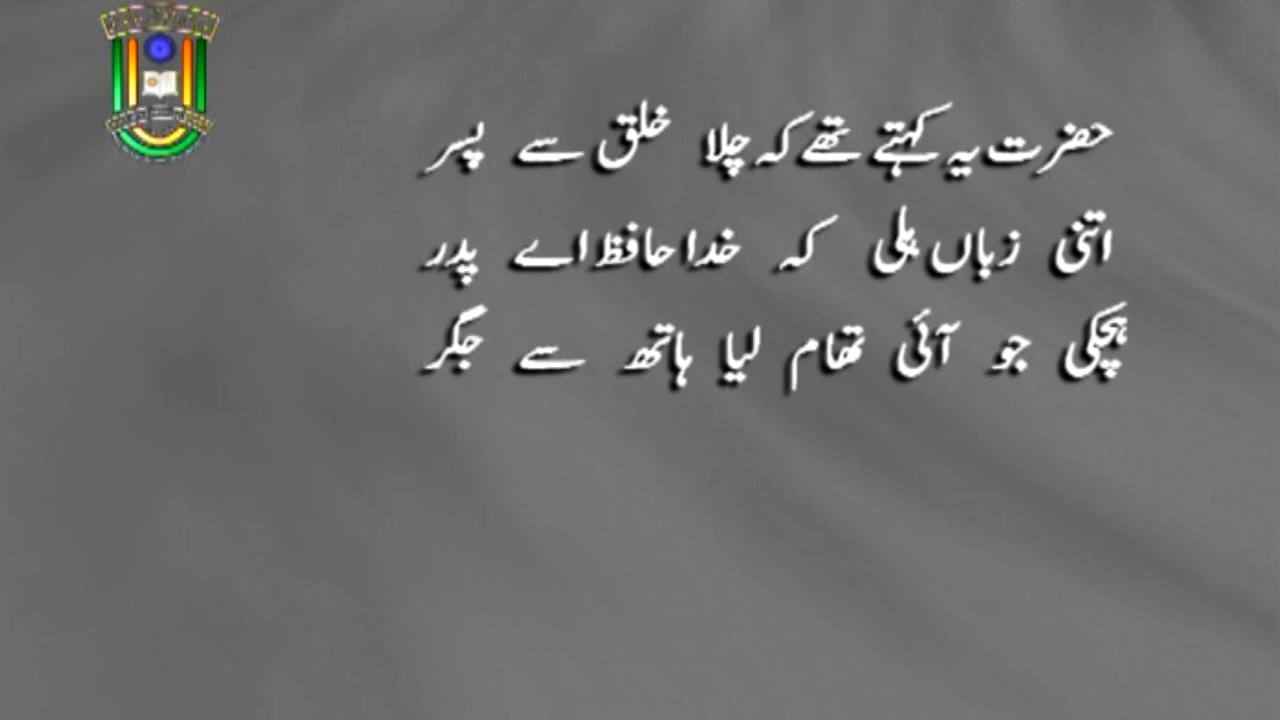 حضرت یہ کہتے تھے کہ چلا خلق سے پسر
اتنی زباں ہلی کہ خدا حافظ اے پدر
ہچکی جو آئی تھام لیا ہاتھ سے جگر